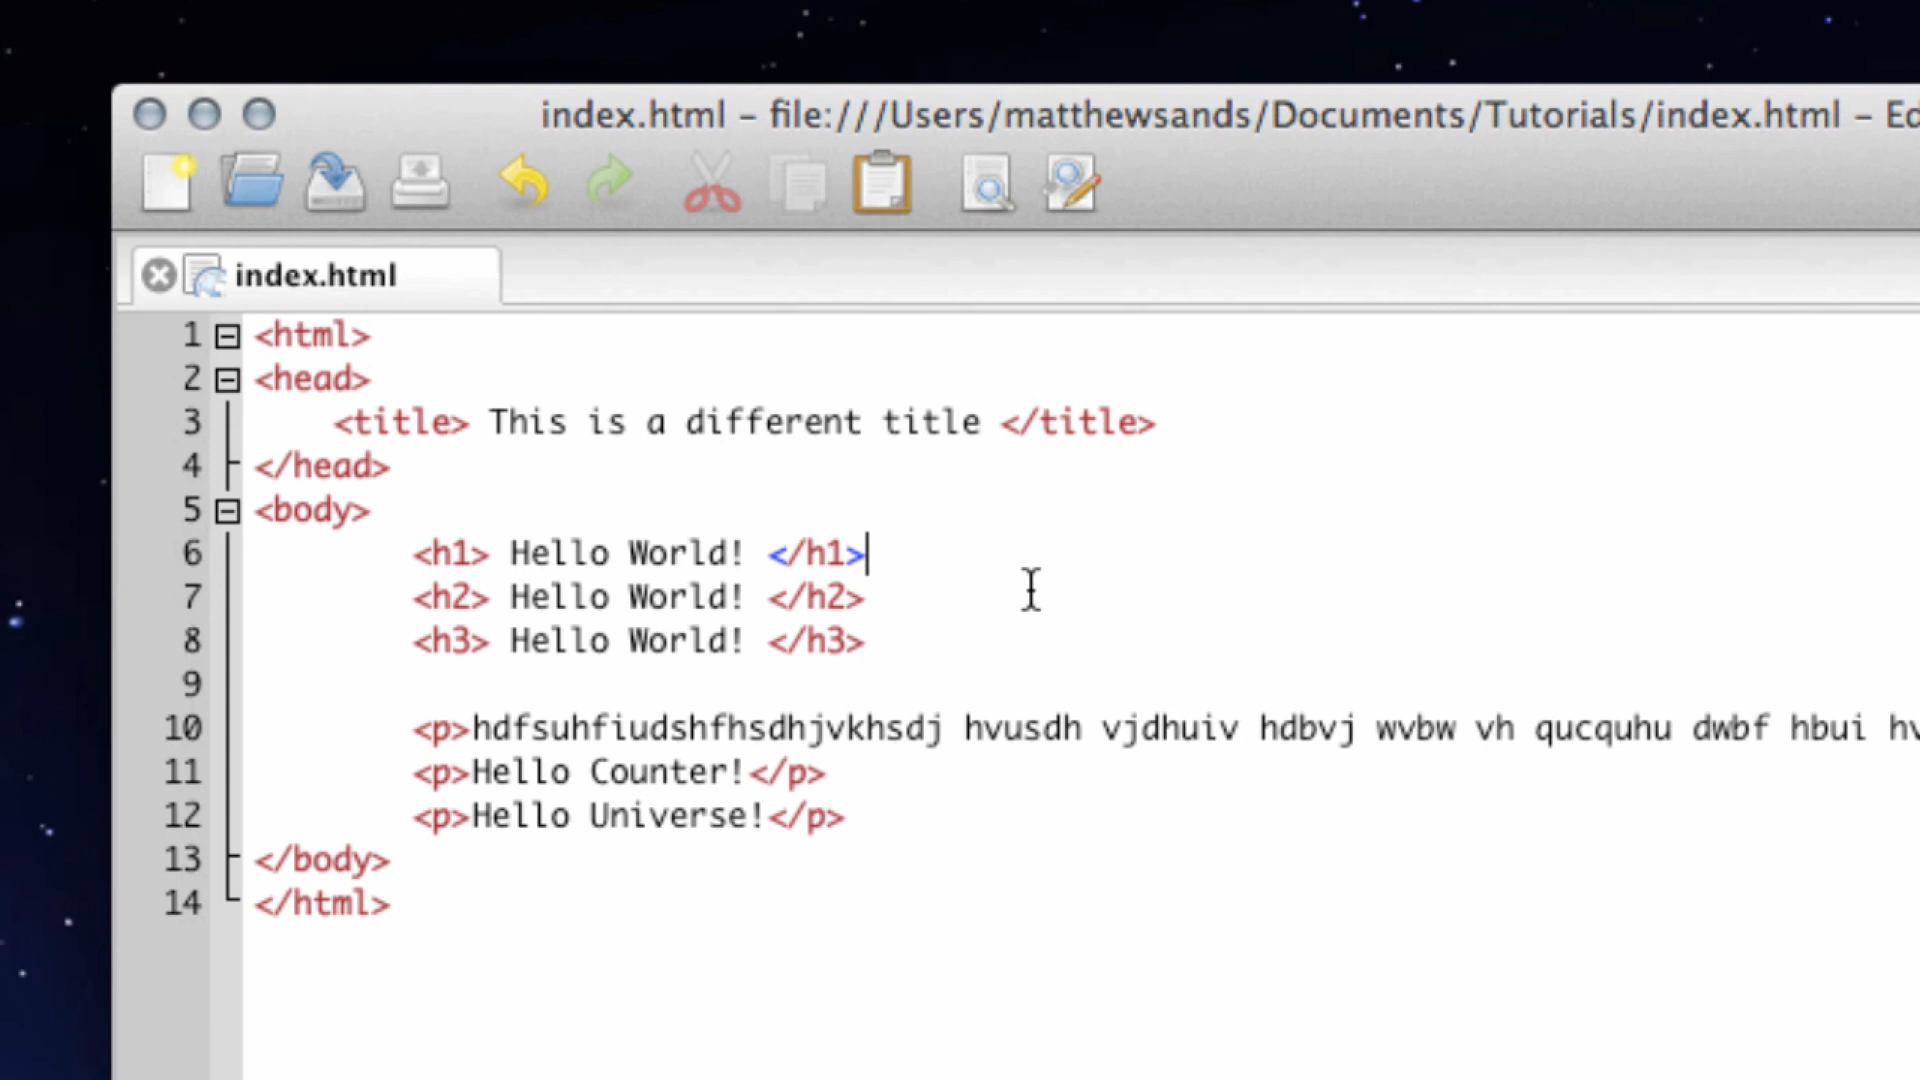 index.html – file:///Users/matthewsands/Documents/Tutorials/index.html –
index.html
1 <html>
2 <head>
3 <title> This is a different title </title>
4 </head>
5 <body>
6 <h1> Hello World! </h1>
7 <h2> Hello World! </h2>
8 <h3> Hello World! </h3>
9
10 <p>hdfsuhfiudshfhsdhjvkhsdj hvusdh vjdhuiv hdbvj wvbw vh qucquhu dwbf hbui
11 <p>Hello Counter!</p>
12 <p>Hello Universe!</p>
13 </body>
14 </html>